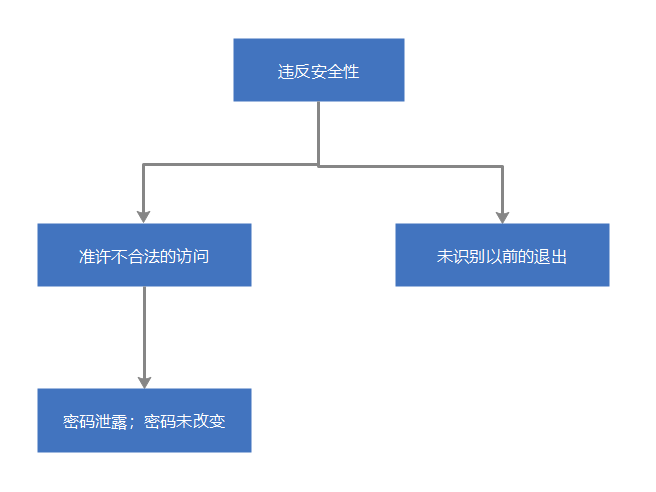 违反安全性
准许不合法的访问
未识别以前的退出
密码泄露；密码未改变